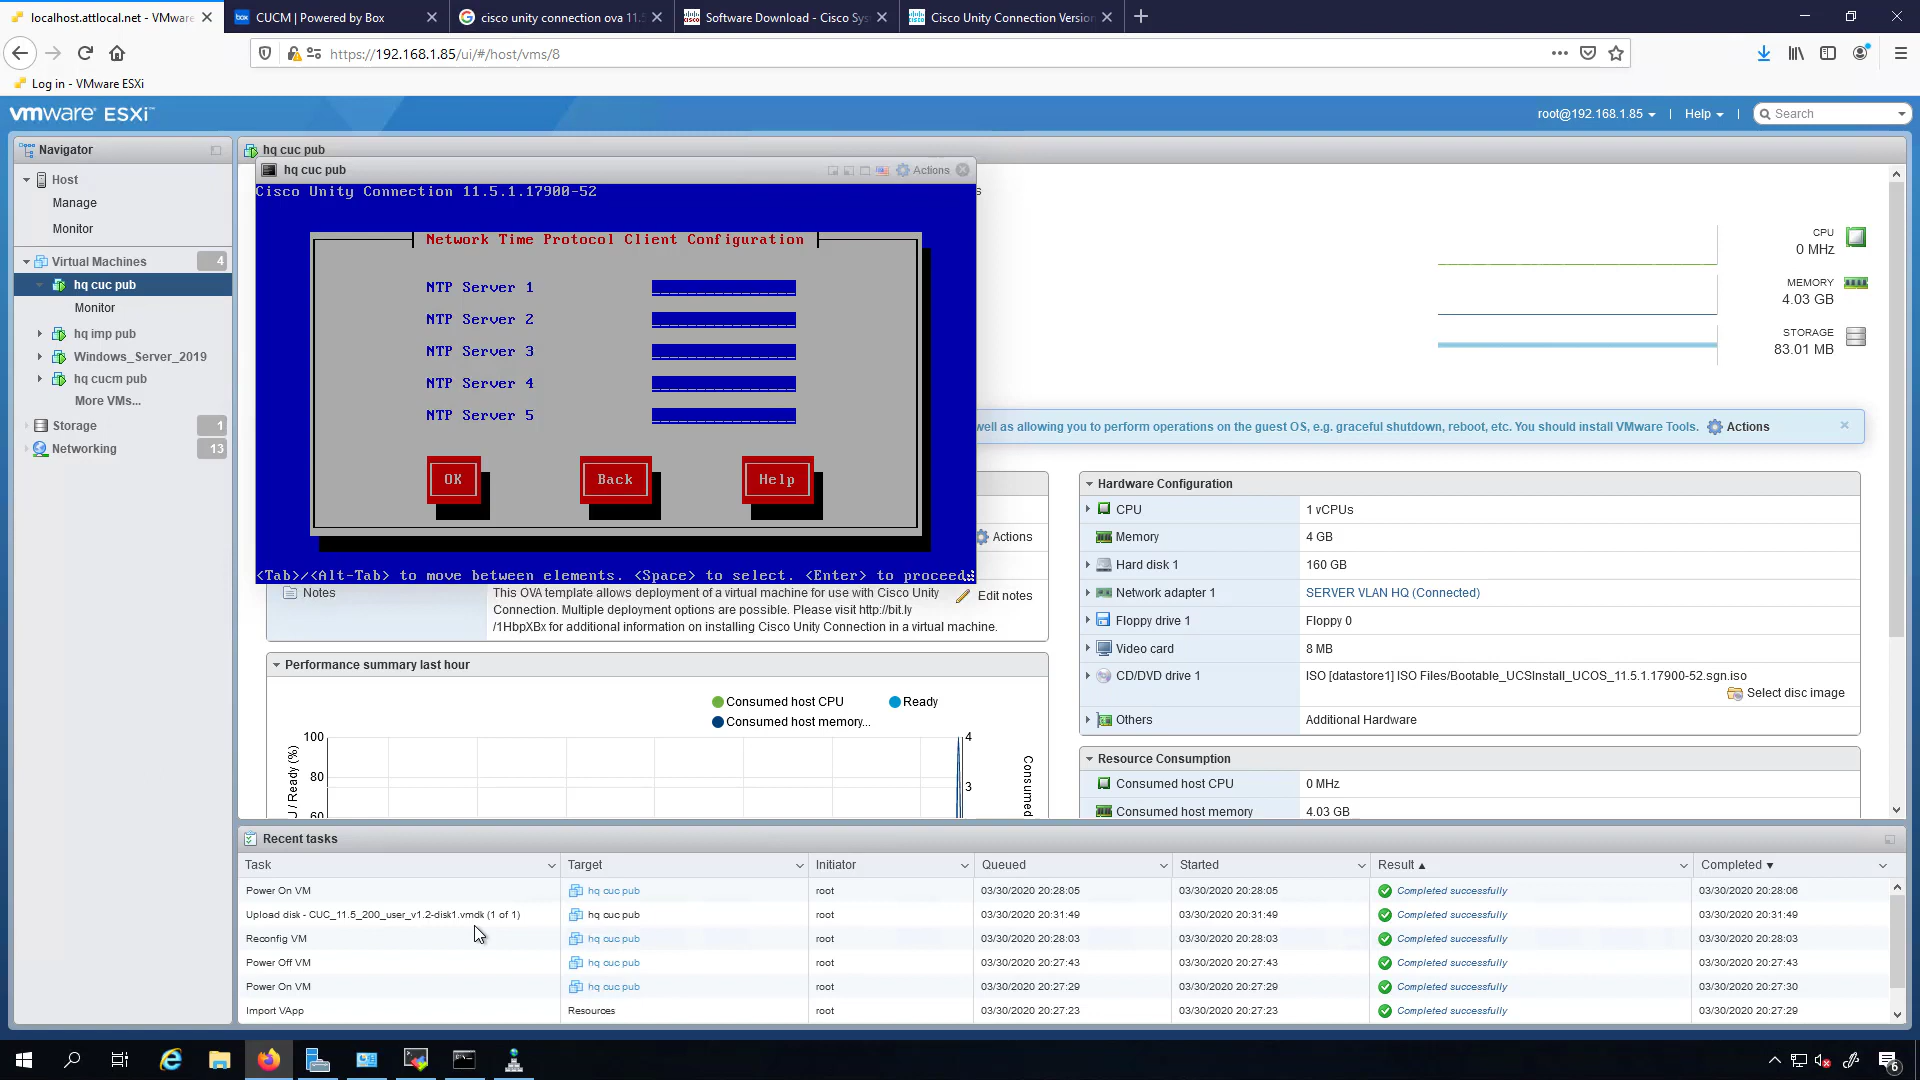 localhost.attlocal.net - VMware
CUCM | Powered by Box
cisco unity connection ova 11.5
Software Download - Cisco Sys
Cisco Unity Connection Version
https://192.168.1.85/ui/#/host/vms/8
Log in - VMware ESXi
vmware ESXi
root@192.168.1.85
Help
Search
Navigator
hq cuc pub
Host
Manage
Monitor
Virtual Machines 4
hq cuc pub
Monitor
hq imp pub
Windows_Server_2019
hq cucm pub
More VMs...
Storage 1
Networking 13
hq cuc pub
Actions
Cisco Unity Connection 11.5.1.17900-52
Network Time Protocol Client Configuration
NTP Server 1
NTP Server 2
NTP Server 3
NTP Server 4
NTP Server 5
OK Back Help
<Tab>/<Alt-Tab> to move between elements. <Space> to select. <Enter> to proceed
CPU
0 MHz
MEMORY
4.03 GB
STORAGE
83.01 MB
well as allowing you to perform operations on the guest OS, e.g. graceful shutdown, reboot, etc. You should install VMware Tools. Actions
Actions
Notes
This OVA template allows deployment of a virtual machine for use with Cisco Unity
Connection. Multiple deployment options are possible. Please visit http://bit.ly
/1HbpXBx for additional information on installing Cisco Unity Connection in a virtual machine.
Edit notes
Hardware Configuration
CPU 1 vCPUs
Memory 4 GB
Hard disk 1 160 GB
Network adapter 1 SERVER VLAN HQ (Connected)
Floppy drive 1 Floppy 0
Video card 8 MB
CD/DVD drive 1 ISO [datastore1] ISO Files/Bootable_UCSInstall_UCOS_11.5.1.17900-52.sgn.iso
Select disc image
Others Additional Hardware
Performance summary last hour
Consumed host CPU
Ready
Consumed host memory...
100
80
60
4
3
U / Ready (%)
Consumed
Resource Consumption
Consumed host CPU 0 MHz
Consumed host memory 4.03 GB
Recent tasks
Task Target Initiator Queued Started Result Completed
Power On VM hq cuc pub root 03/30/2020 20:28:05 03/30/2020 20:28:05 Completed successfully 03/30/2020 20:28:06
Upload disk - CUC_11.5_200_user_v1.2-disk1.vmdk (1 of 1) hq cuc pub root 03/30/2020 20:31:49 03/30/2020 20:31:49 Completed successfully 03/30/2020 20:31:49
Reconfig VM hq cuc pub root 03/30/2020 20:28:03 03/30/2020 20:28:03 Completed successfully 03/30/2020 20:28:03
Power Off VM hq cuc pub root 03/30/2020 20:27:43 03/30/2020 20:27:43 Completed successfully 03/30/2020 20:27:43
Power On VM hq cuc pub root 03/30/2020 20:27:29 03/30/2020 20:27:29 Completed successfully 03/30/2020 20:27:30
Import VApp Resources root 03/30/2020 20:27:23 03/30/2020 20:27:23 Completed successfully 03/30/2020 20:27:29
6